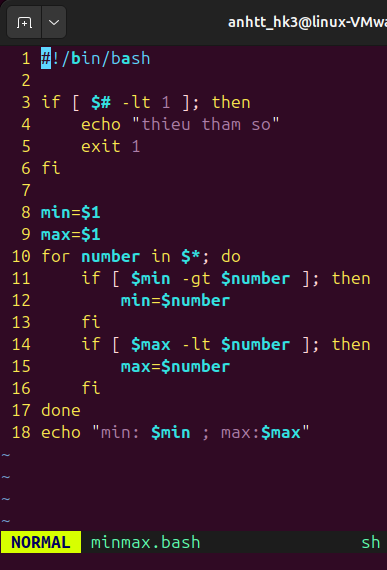 anhtt_hk3@linux-VMwa
1 #!/bin/bash
2
3 if [ $# -lt 1 ]; then
4     echo "thieu tham so"
5     exit 1
6 fi
7
8 min=$1
9 max=$1
10 for number in $*; do
11     if [ $min -gt $number ]; then
12         min=$number
13     fi
14     if [ $max -lt $number ]; then
15         max=$number
16     fi
17 done
18 echo "min: $min ; max:$max"
~
~
~
~
NORMAL minmax.bash sh